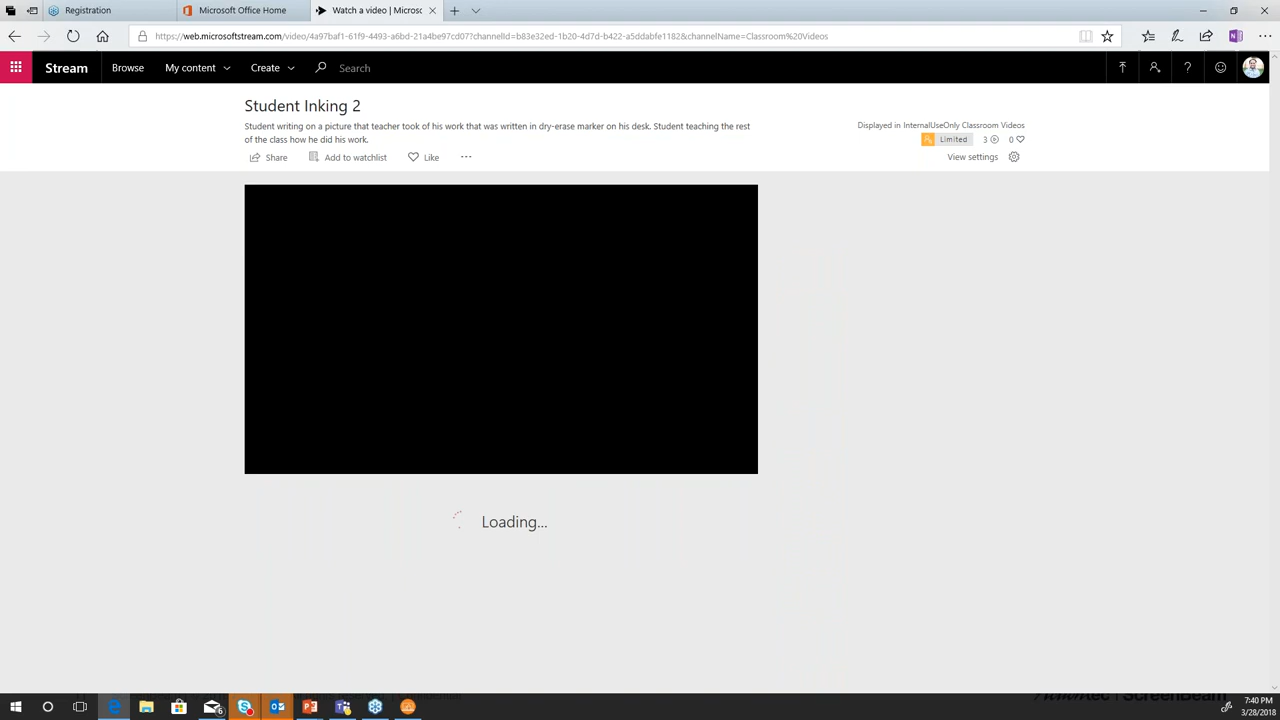 Registration
Microsoft Office Home
Watch a video | Micros
https://web.microsoftstream.com/video/4a97baf1-61f9-4493-a6bd-21a4be97cd07?channelId=b83e32ed-1b20-4d7d-b422-a5ddabfe1182&channelName=Classroom%20Videos
Stream Browse My content Create Search
Student Inking 2
Student writing on a picture that teacher took of his work that was written in dry-erase marker on his desk. Student teaching the rest
of the class how he did his work.
Displayed in InternalUseOnly Classroom Videos
Limited 3 0
Share Add to watchlist Like ...
View settings
Loading...
ScreenBeam
7:40 PM
3/28/2018